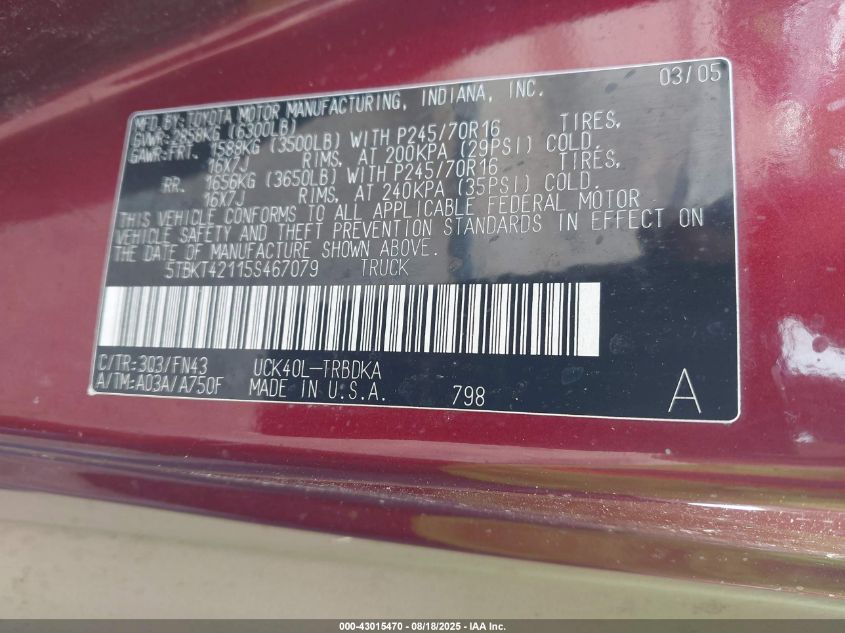 MFD BY: TOYOTA MOTOR MANUFACTURING, INDIANA, INC. 03/05
GVWR: 2858KG (6300LB)
GAWR:FRT. 1588KG (3500LB) WITH P245/70R16 TIRES,
16X7J RIMS, AT 200KPA (29PSI) COLD.
RR. 1656KG (3650LB) WITH P245/70R16 TIRES,
16X7J RIMS, AT 240KPA (35PSI) COLD.
THIS VEHICLE CONFORMS TO ALL APPLICABLE FEDERAL MOTOR
VEHICLE SAFETY AND THEFT PREVENTION STANDARDS IN EFFECT ON
THE DATE OF MANUFACTURE SHOWN ABOVE.
5TBKT42115S467079 TRUCK
C/TR:3Q3/FN43 UCK40L-TRBDKA
A/TM:A03A/A750F MADE IN U.S.A. 798 A
000-43015470 - 08/18/2025 - IAA Inc.